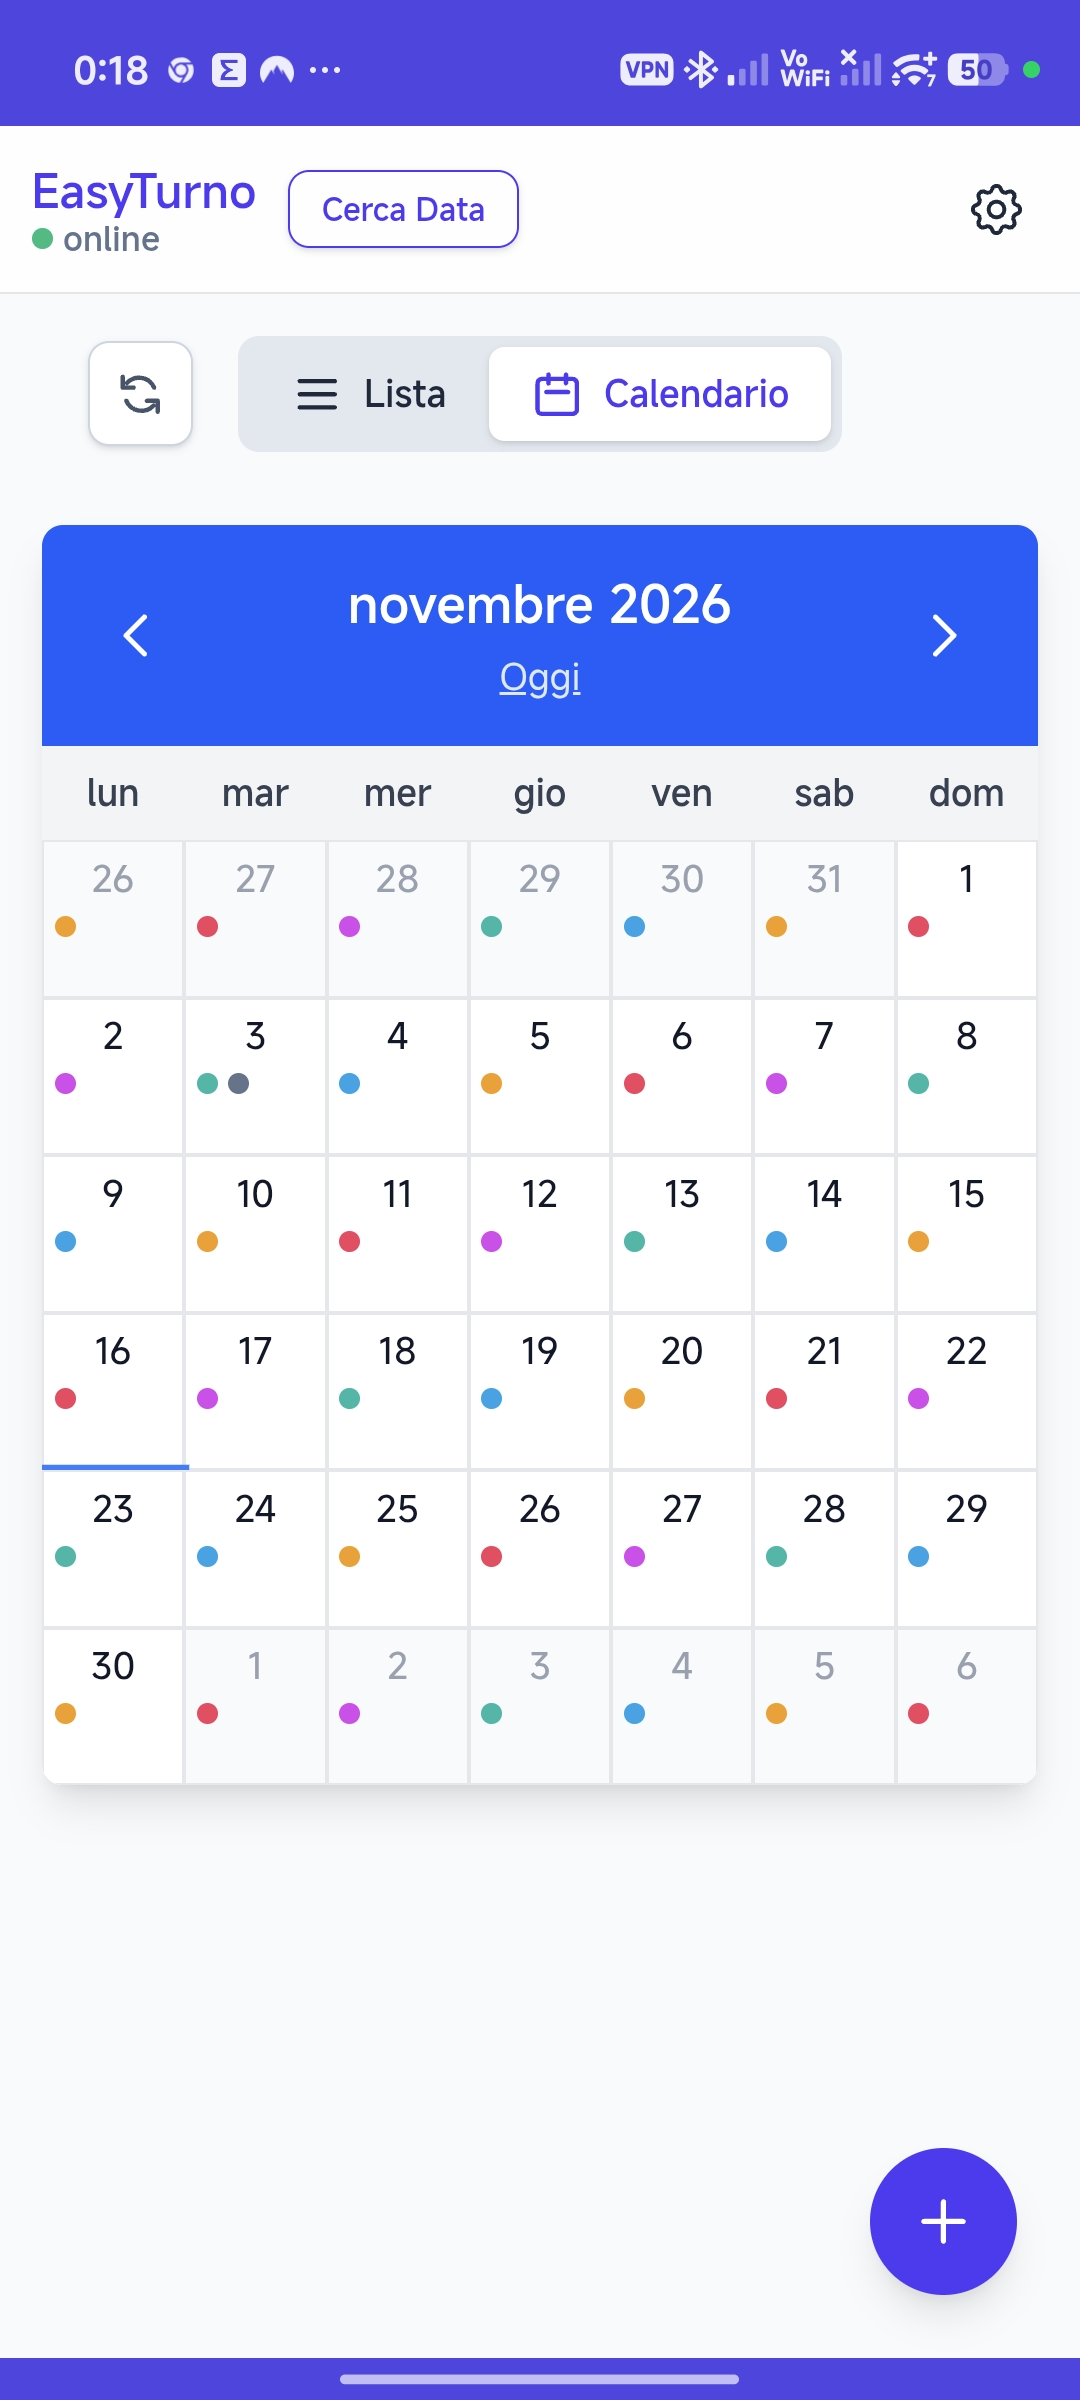 0:18 VPN Vo WiFi 7 50
EasyTurno
online
Cerca Data
Lista Calendario
novembre 2026
Oggi
lun mar mer gio ven sab dom
26 27 28 29 30 31 1
2 3 4 5 6 7 8
9 10 11 12 13 14 15
16 17 18 19 20 21 22
23 24 25 26 27 28 29
30 1 2 3 4 5 6